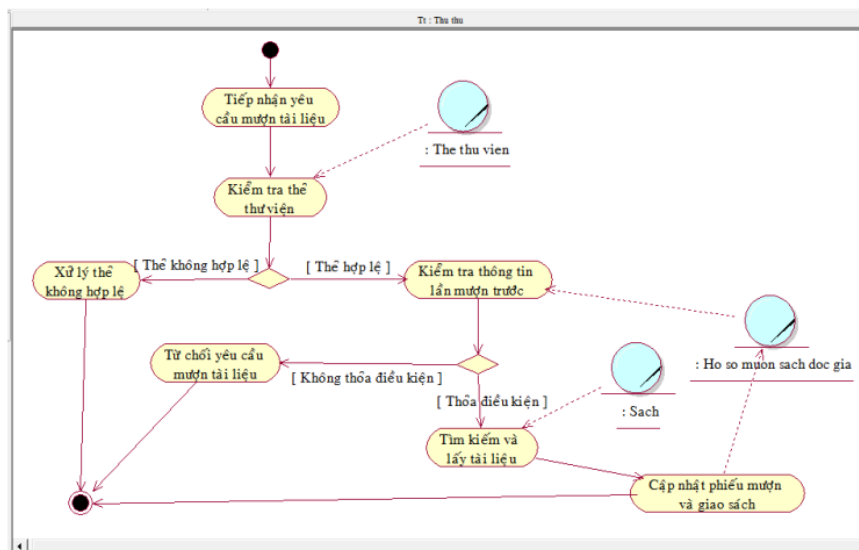 Tt : Thu thu
Tiếp nhận yêu
cầu mượn tài liệu
: The thu vien
Kiểm tra thẻ
thư viện
[ Thẻ không hợp lệ ]
[ Thẻ hợp lệ ]
Xử lý thẻ
không hợp lệ
Kiểm tra thông tin
lần mượn trước
Từ chối yêu cầu
mượn tài liệu
[ Không thỏa điều kiện ]
: Ho so muon sach doc gia
[ Thỏa điều kiện ]
: Sach
Tìm kiếm và
lấy tài liệu
Cập nhật phiếu mượn
và giao sách